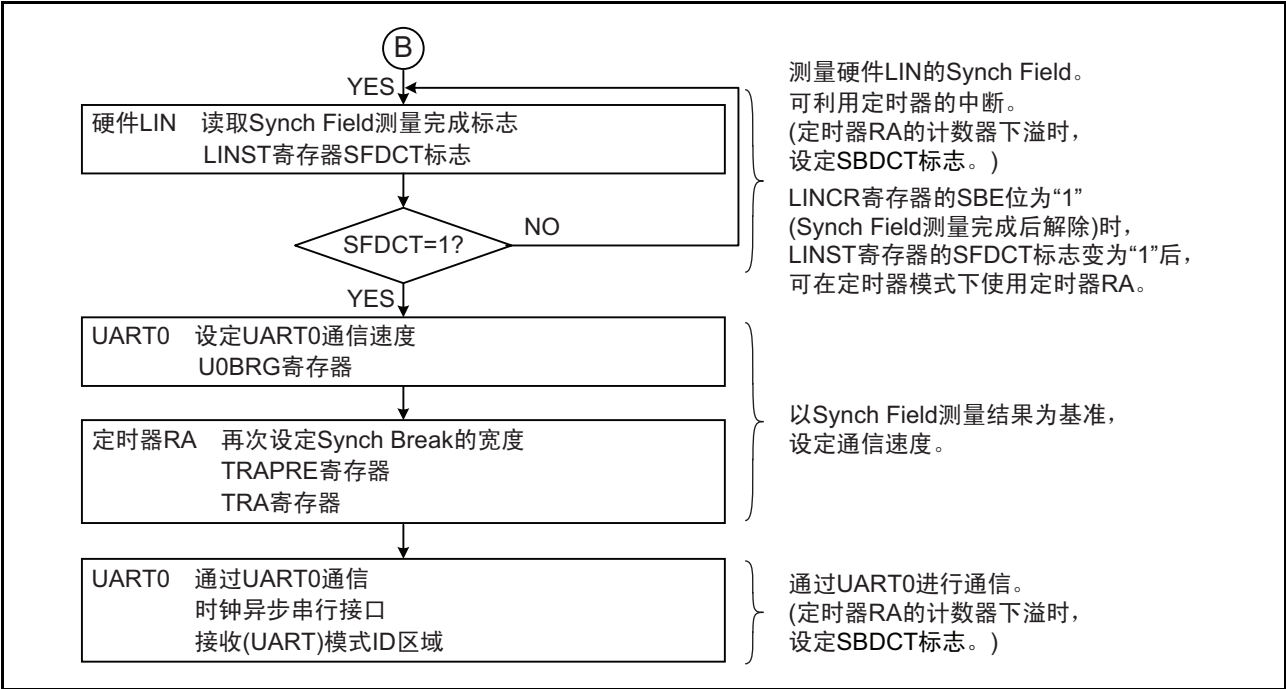 B
YES
硬件LIN 读取Synch Field测量完成标志
LINST寄存器SFDCT标志
SFDCT=1?
NO
YES
测量硬件LIN的Synch Field。
可利用定时器的中断。
(定时器RA的计数器下溢时，
设定SBDCT标志。)
LINCR寄存器的SBE位为“1”
(Synch Field测量完成后解除)时，
LINST寄存器的SFDCT标志变为“1”后，
可在定时器模式下使用定时器RA。
UART0 设定UART0通信速度
U0BRG寄存器
定时器RA 再次设定Synch Break的宽度
TRAPRE寄存器
TRA寄存器
以Synch Field测量结果为基准，
设定通信速度。
UART0 通过UART0通信
时钟异步串行接口
接收(UART)模式ID区域
通过UART0进行通信。
(定时器RA的计数器下溢时，
设定SBDCT标志。)